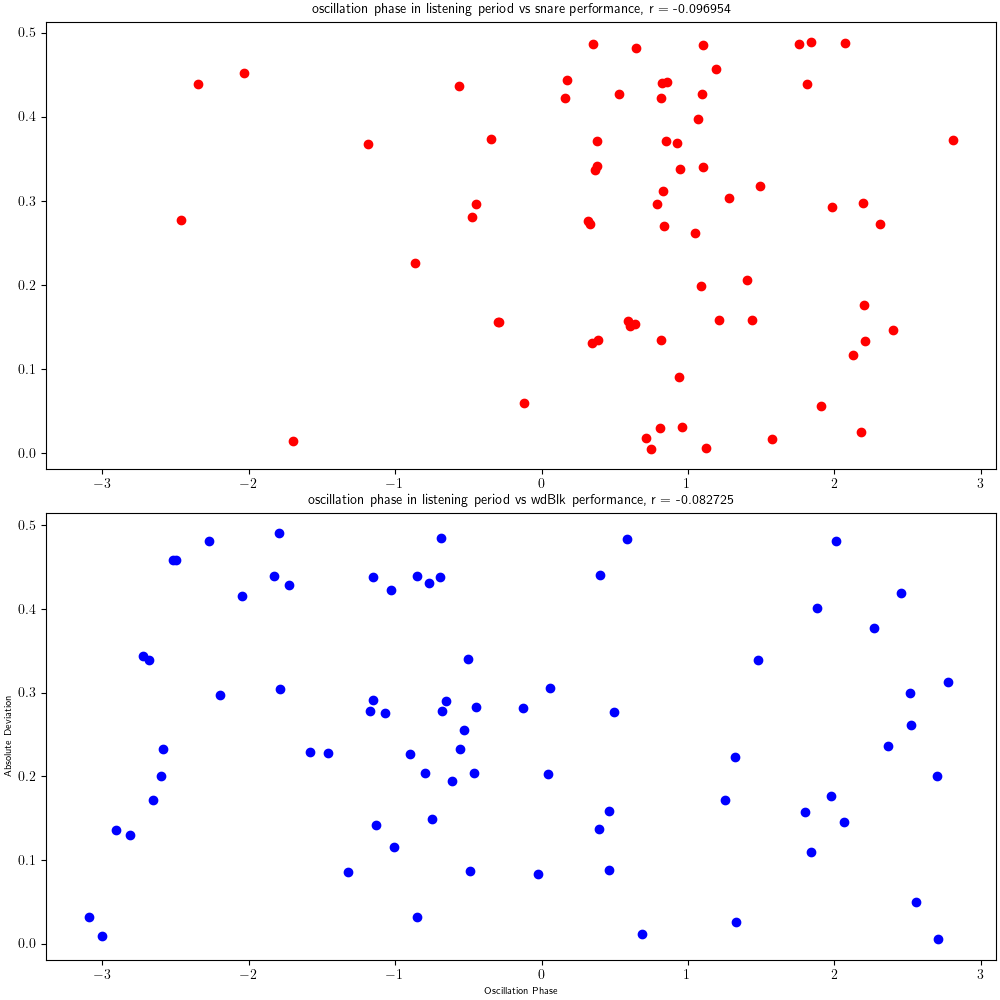 oscillation phase in listening period vs snare performance, r = -0.096954
0.5
0.4
0.3
0.2
0.1
0.0
−3 −2 −1 0 1 2 3
oscillation phase in listening period vs wdBlk performance, r = -0.082725
Absolute Deviation
0.5
0.4
0.3
0.2
0.1
0.0
−3 −2 −1 0 1 2 3
Oscillation Phase